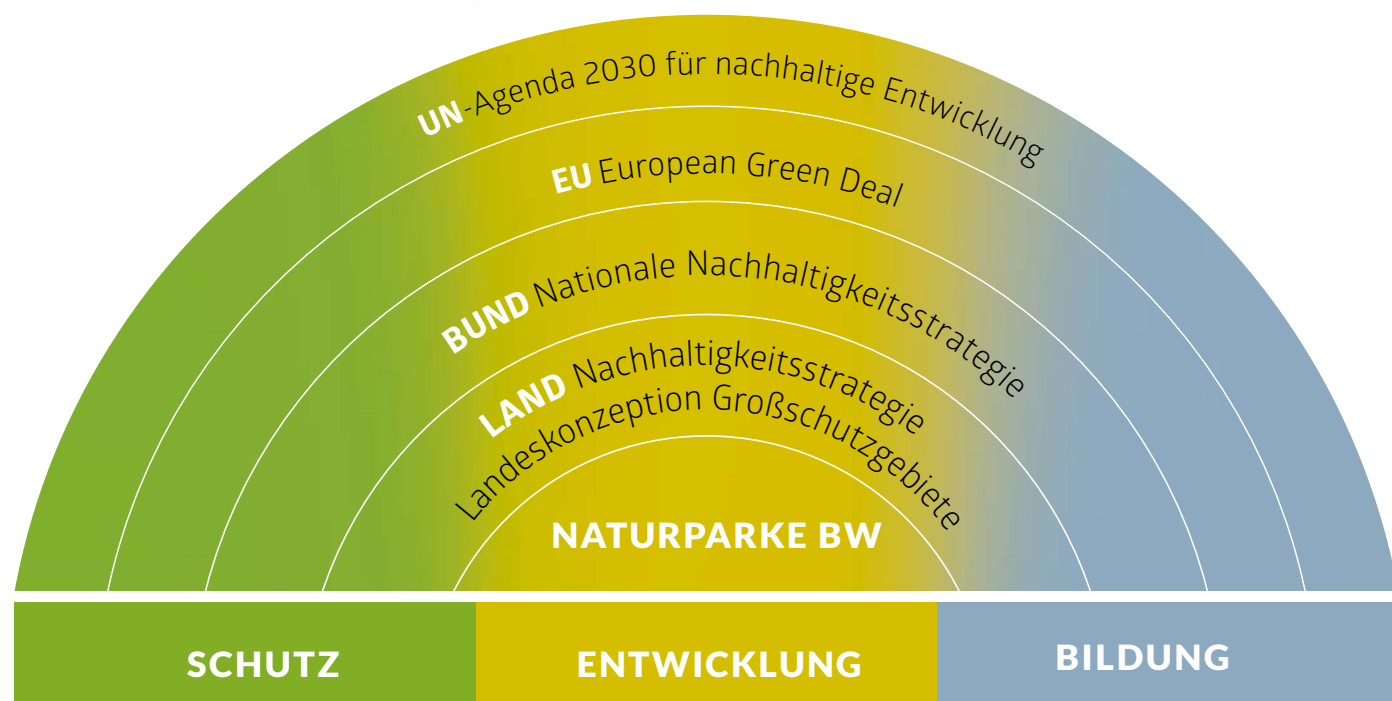 UN-Agenda 2030 für nachhaltige Entwicklung
EU European Green Deal
BUND Nationale Nachhaltigkeitsstrategie
LAND Nachhaltigkeitsstrategie
Landeskonzeption Großschutzgebiete
NATURPARKE BW
SCHUTZ
ENTWICKLUNG
BILDUNG